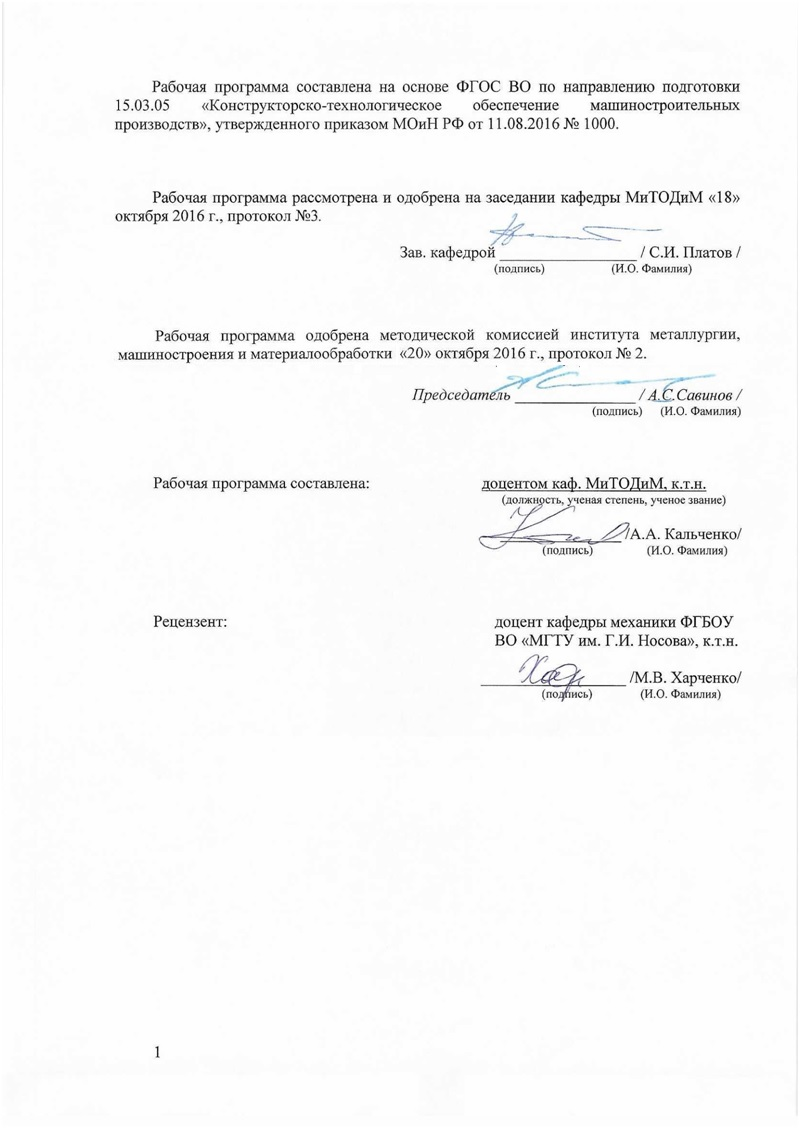 Рабочая программа составлена на основе ФГОС ВО по направлению подготовки
15.03.05 «Конструкторско-технологическое обеспечение машиностроительных
производств», утвержденного приказом МОиН РФ от 11.08.2016 № 1000.
Рабочая программа рассмотрена и одобрена на заседании кафедры МиТОДиМ «18»
октября 2016 г., протокол №3.
Зав. кафедрой _________________ / С.И. Платов /
(подпись) (И.О. Фамилия)
Рабочая программа одобрена методической комиссией института металлургии,
машиностроения и материалообработки «20» октября 2016 г., протокол № 2.
Председатель _______________ / А.С.Савинов /
(подпись) (И.О. Фамилия)
Рабочая программа составлена: доцентом каф. МиТОДиМ, к.т.н.
(должность, ученая степень, ученое звание)
__________________/А.А. Кальченко/
(подпись) (И.О. Фамилия)
Рецензент: доцент кафедры механики ФГБОУ
ВО «МГТУ им. Г.И. Носова», к.т.н.
__________________ /М.В. Харченко/
(подпись) (И.О. Фамилия)
1